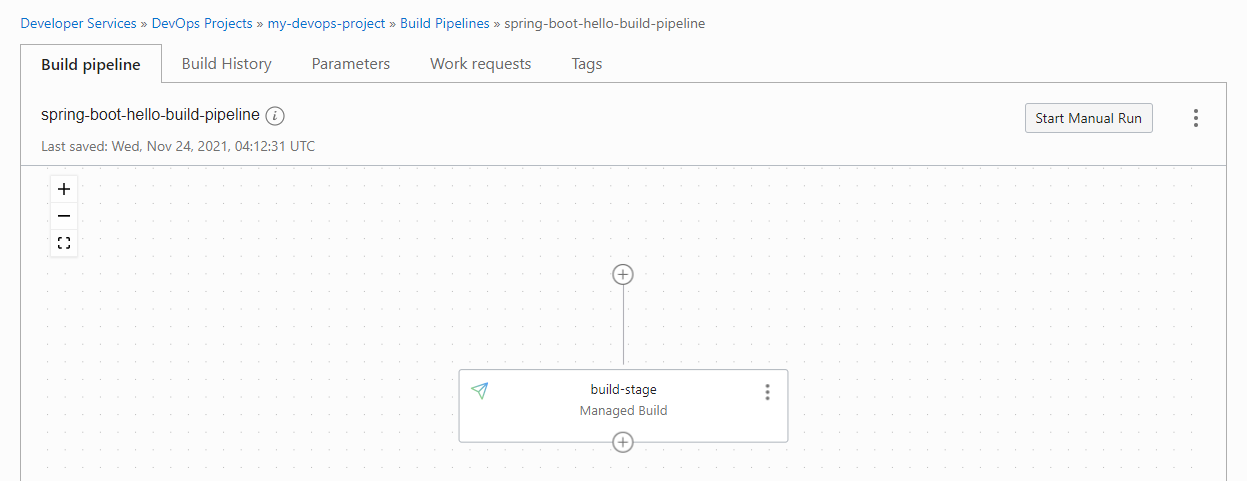 Developer Services » DevOps Projects » my-devops-project » Build Pipelines » spring-boot-hello-build-pipeline
Build pipeline Build History Parameters Work requests Tags
spring-boot-hello-build-pipeline i Start Manual Run
Last saved: Wed, Nov 24, 2021, 04:12:31 UTC
build-stage
Managed Build